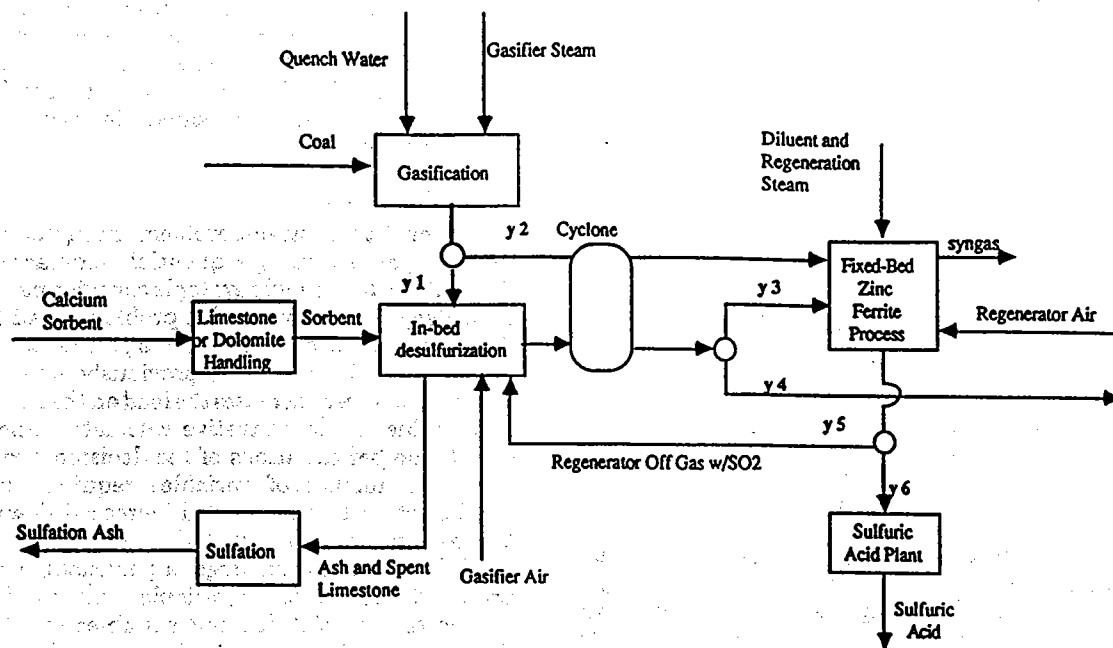 Quench Water
Gasifier Steam
Coal
Gasification
Diluent and
Regeneration
Steam
y 2
Cyclone
y1
syngas
Fixed-Bed
Zinc
Ferrite
Process
y 3
Calcium
Sorbent
Limestone
or Dolomite
Handling
Sorbent
In-bed
desulfurization
Regenerator Air
y 4
y 5
Regenerator Off Gas w/SO2
y 6
Sulfation Ash
Sulfation
Ash and Spent
Limestone
Gasifier Air
Sulfuric
Acid Plant
Sulfuric
Acid